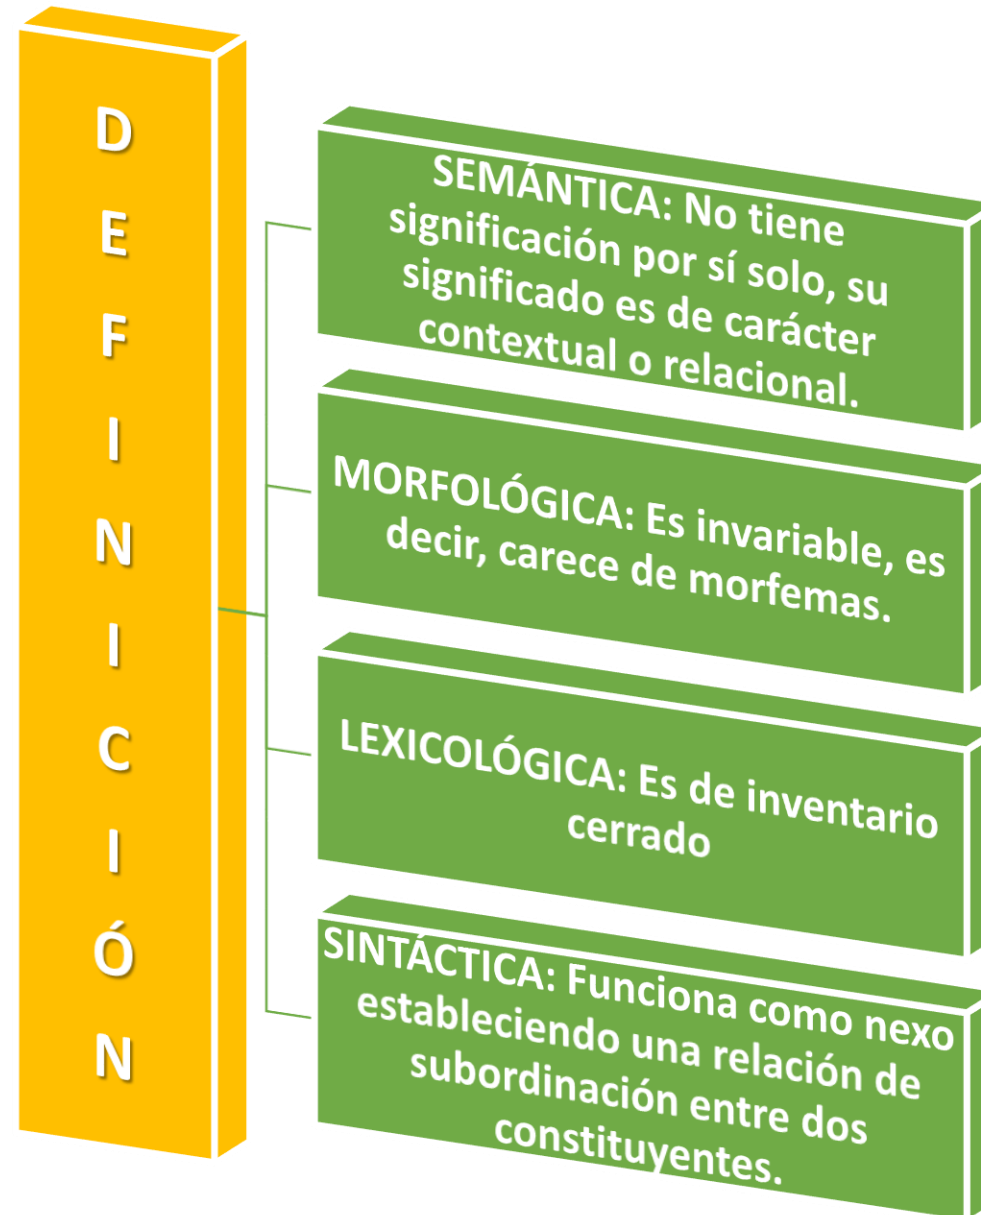 DEFINICIÓN
SEMÁNTICA: No tiene
significación por sí solo, su
significado es de carácter
contextual o relacional.
MORFOLÓGICA: Es invariable, es
decir, carece de morfemas.
LEXICOLÓGICA: Es de inventario
cerrado
SINTÁCTICA: Funciona como nexo
estableciendo una relación de
subordinación entre dos
constituyentes.